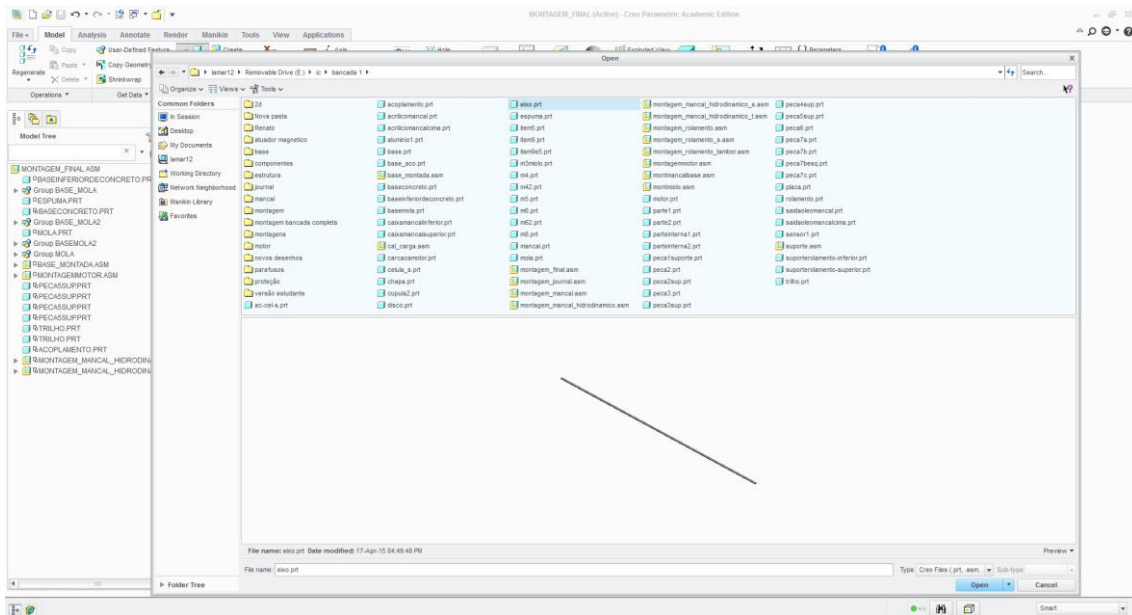 MONTAGEM_FINAL (Active) - Creo Parametric Academic Edition
File Model Analysis Annotate Render Manikin Tools View Applications
Copy User-Defined Feature Create Axis Hole Exploded View Parameters
Regenerate Paste Copy Geometry
Delete Shrinkwrap
Operations Get Data
Open
lamar12 Removable Drive (E:) ic bancada 1 Search...
Organize Views Tools
Model Tree
MONTAGEM_FINAL.ASM
BASEINFERIORDECONCRETO.PR
Group BASE_MOLA
ESPUMA.PRT
BASECONCRETO.PRT
Group BASE_MOLA2
MOLA.PRT
Group BASEMOLA2
Group MOLA
BASE_MONTADA.ASM
MONTAGEMMOTOR.ASM
PECA5SUP.PRT
PECA5SUP.PRT
PECA5SUP.PRT
PECA5SUP.PRT
TRILHO.PRT
TRILHO.PRT
ACOPLAMENTO.PRT
MONTAGEM_MANCAL_HIDRODINA
MONTAGEM_MANCAL_HIDRODINA
Common Folders
In Session
Desktop
My Documents
lamar12
Working Directory
Network Neighborhood
Manikin Library
Favorites
Folder Tree
2d
Nova pasta
Renato
atuador magnetico
base
componentes
estrutura
journal
mancal
montagem
montagem bancada completa
montagens
motor
novos desenhos
parafusos
proteção
versão estudante
ac-cel-s.prt
acoplamento.prt
acrilicomancal.prt
acrilicomancalcima.prt
aluminio1.prt
base.prt
base_aco.prt
base_montada.asm
baseconcreto.prt
baseinferiordeconcreto.prt
basemola.prt
caixamancalinferior.prt
caixamancalsuperior.prt
cal_carga.asm
carcacamotor.prt
celula_s.prt
chapa.prt
cupula2.prt
disco.prt
eixo.prt
espuma.prt
item5.prt
item9.prt
item9e5.prt
m3miolo.prt
m4.prt
m42.prt
m5.prt
m6.prt
m62.prt
m8.prt
mancal.prt
mola.prt
montagem_final.asm
montagem_journal.asm
montagem_mancal.asm
montagem_mancal_hidrodinamico.asm
montagem_mancal_hidrodinamico_s.asm
montagem_mancal_hidrodinamico_t.asm
montagem_rolamento.asm
montagem_rolamento_s.asm
montagem_rolamento_tambor.asm
montagemmotor.asm
montmancalbase.asm
montmiolo.asm
motor.prt
parte1.prt
parte2.prt
parteinterna1.prt
parteinterna2.prt
peca1suporte.prt
peca2.prt
peca2sup.prt
peca3.prt
peca3sup.prt
peca4sup.prt
peca5sup.prt
peca6.prt
peca7a.prt
peca7b.prt
peca7besq.prt
peca7c.prt
placa.prt
rolamento.prt
saidaoleomancal.prt
saidaoleomancalcima.prt
sensor1.prt
suporte.asm
suporterolamento-inferior.prt
suporterolamento-superior.prt
trilho.prt
File name: eixo.prt Date modified: 17-Apr-15 04:49:48 PM Preview
File name: eixo.prt Type Creo Files (.prt, .asm, Sub-type
Open Cancel
Smart